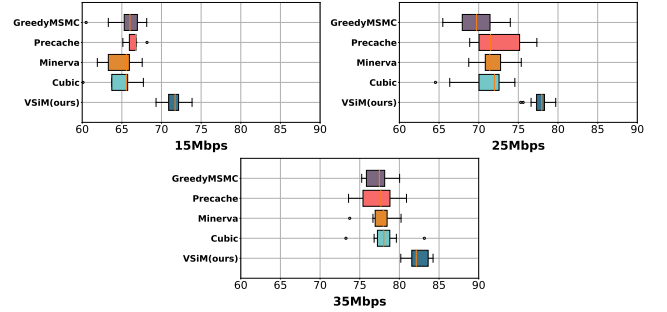 GreedyMSMC
Precache
Minerva
Cubic
VSiM(ours)
60 65 70 75 80 85 90
15Mbps
GreedyMSMC
Precache
Minerva
Cubic
VSiM(ours)
60 65 70 75 80 85 90
25Mbps
GreedyMSMC
Precache
Minerva
Cubic
VSiM(ours)
60 65 70 75 80 85 90
35Mbps